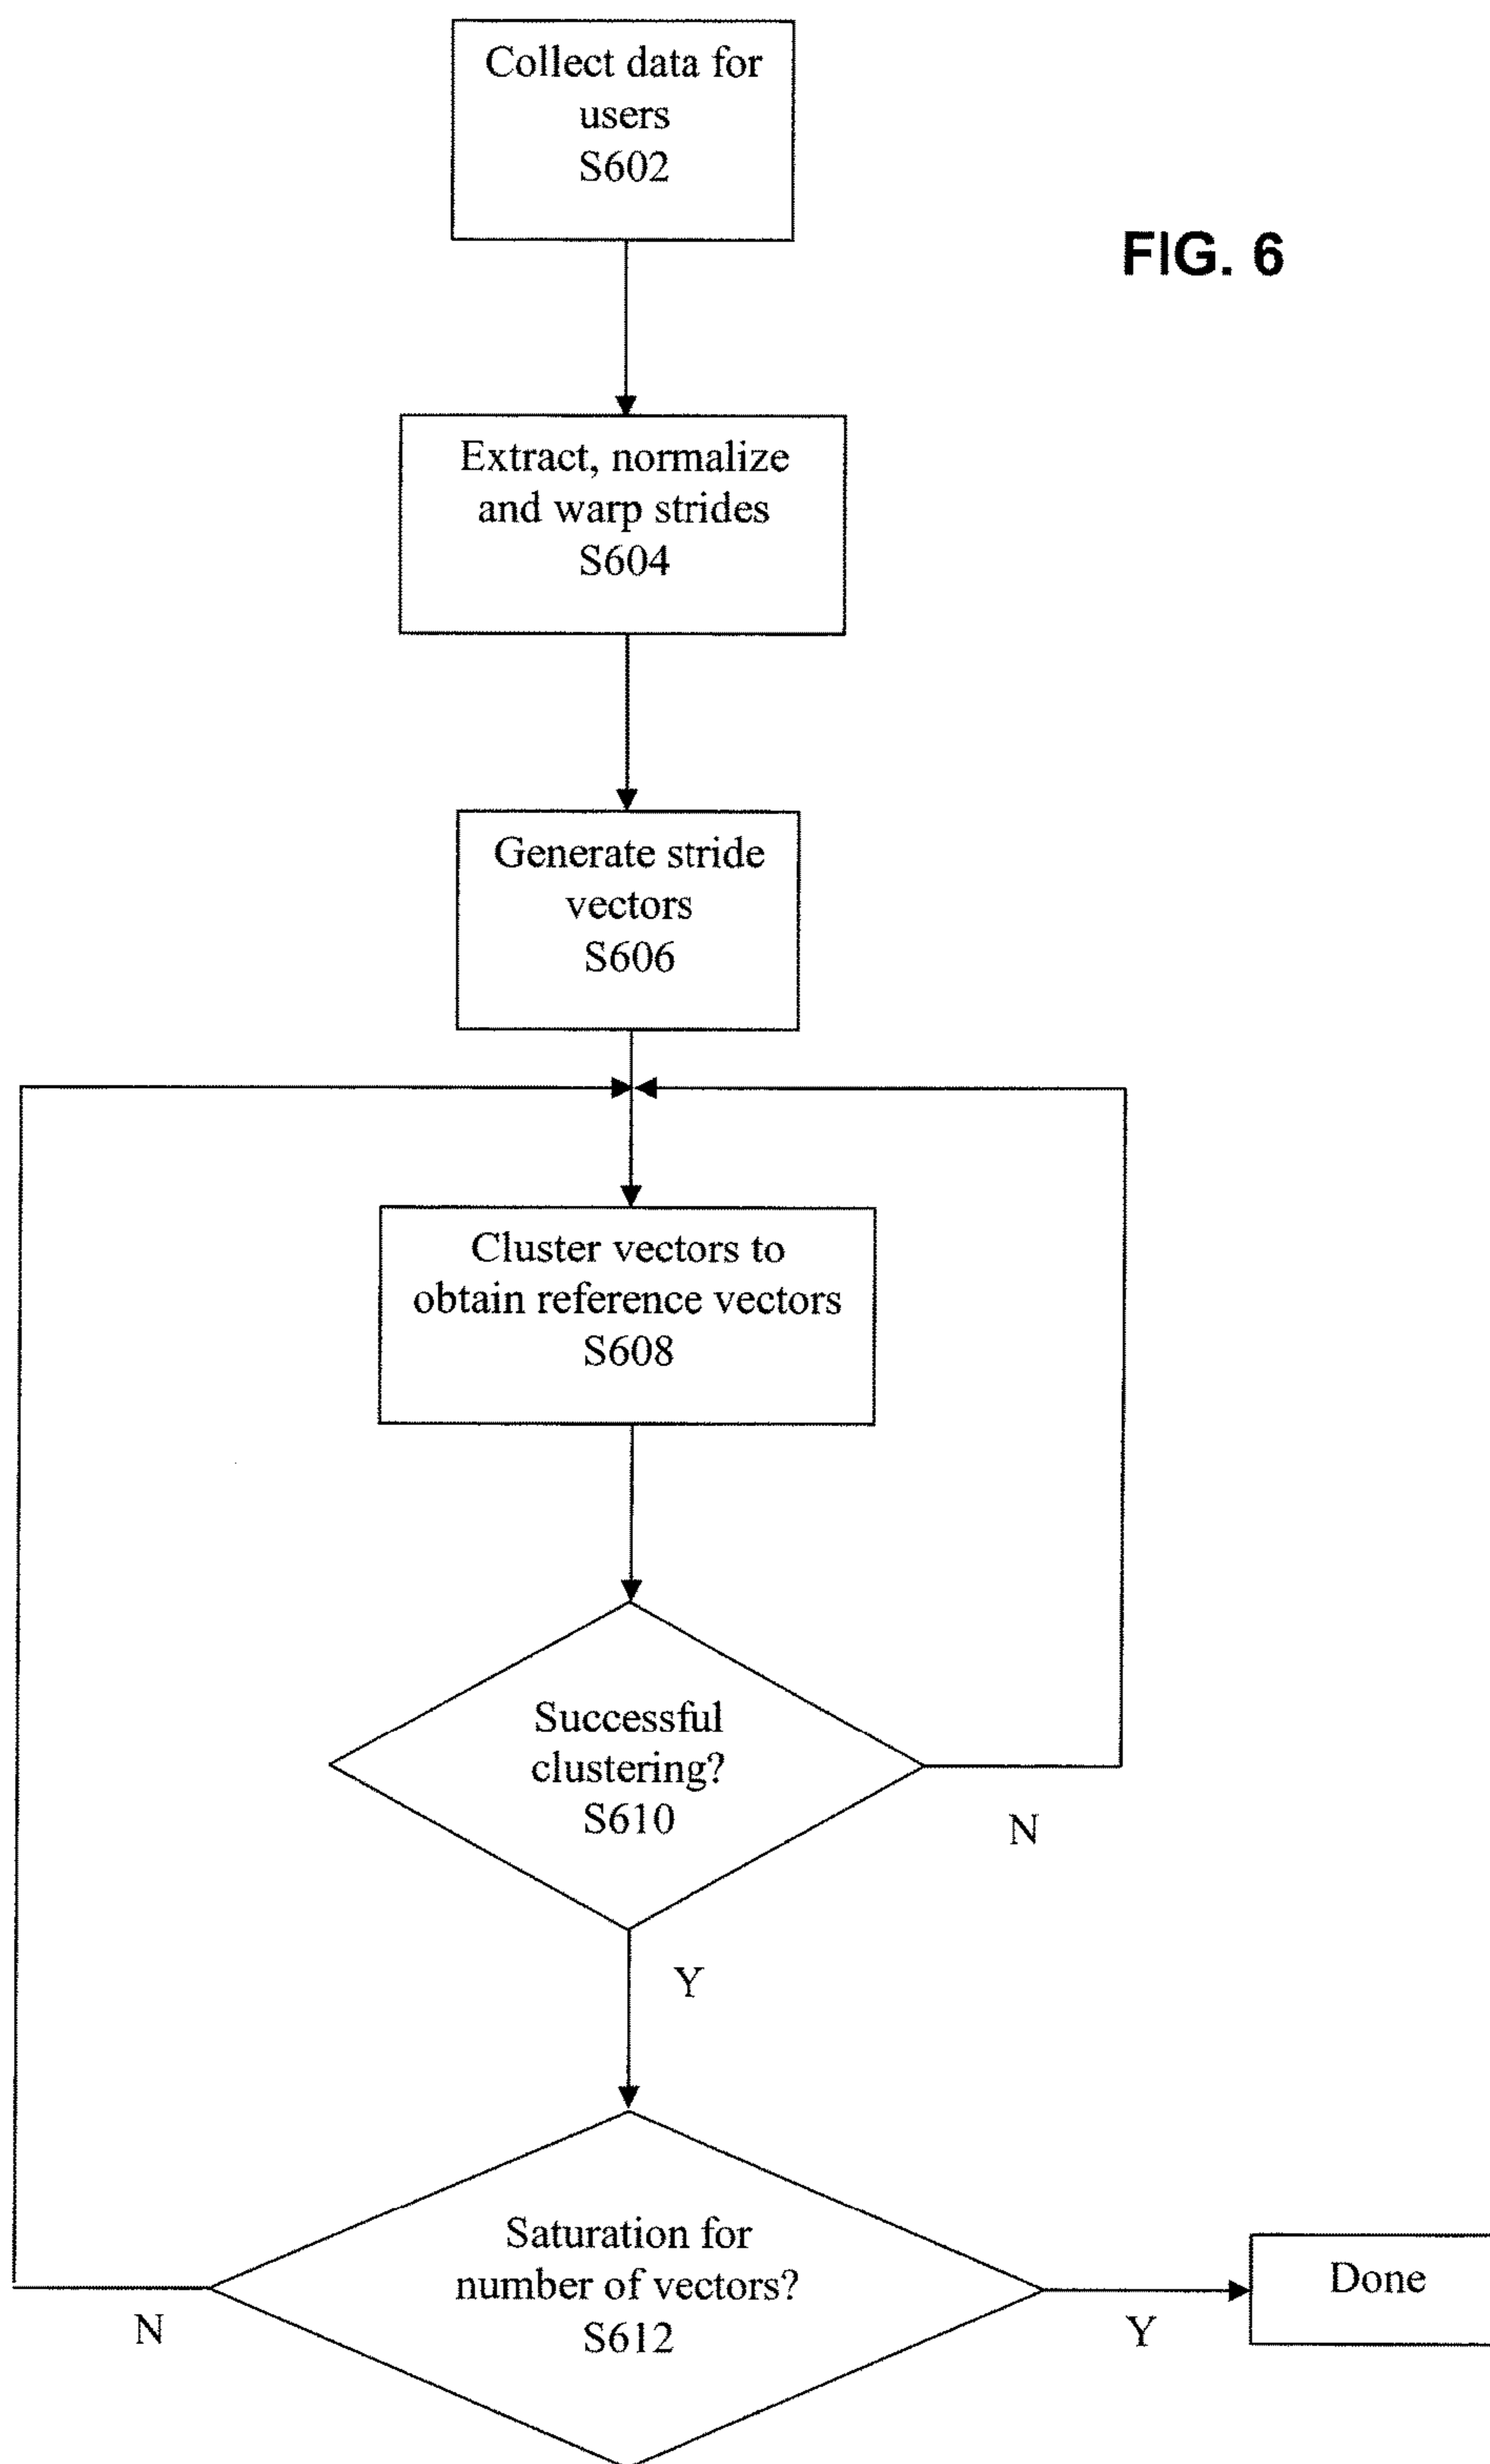 Collect data for
users
S602
FIG. 6
Extract, normalize
and warp strides
S604
Generate stride
vectors
S606
Cluster vectors to
obtain reference vectors
S608
Successful
clustering?
S610
N
Y
Saturation for
number of vectors?
S612
N
Y
Done